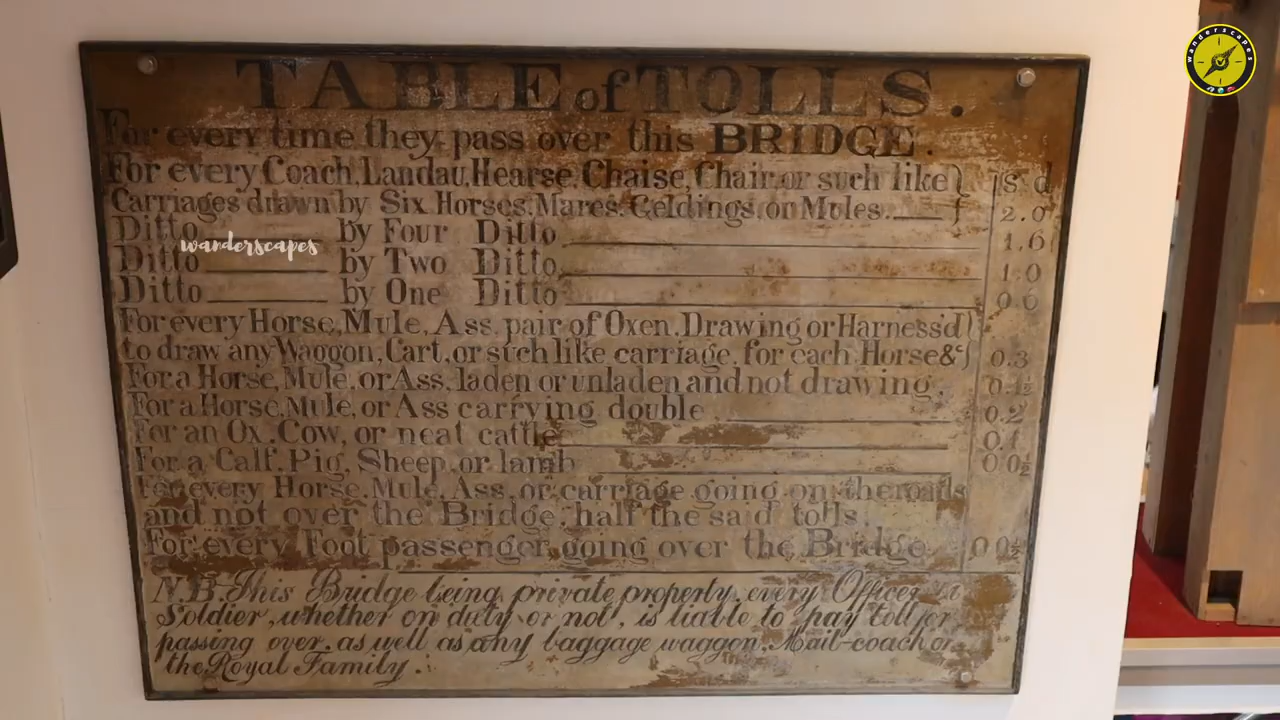 TABLE of TOLLS.
For every time they pass over this BRIDGE.
For every Coach, Landau, Hearse, Chaise, Chair, or such like } s. d
Carriages drawn by Six Horses, Mares, Geldings, or Mules. 2.0
Ditto by Four Ditto 1.6
Ditto by Two Ditto 1.0
Ditto by One Ditto 0.6
For every Horse, Mule, Ass, pair of Oxen, Drawing or Harness'd
to draw any Waggon, Cart, or such like carriage, for each Horse &c 0.3
For a Horse, Mule, or Ass, laden or unladen and not drawing 0.1½
For a Horse, Mule, or Ass carrying double 0.2
For an Ox, Cow, or neat cattle 0.1
For a Calf, Pig, Sheep, or lamb 0.0½
For every Horse, Mule, Ass, or carriage going on the roads
and not over the Bridge, half the said tolls.
For every Foot passenger, going over the Bridge 0 0½
N.B. This Bridge being private property, every Officer or
Soldier, whether on duty or not, is liable to pay toll for
passing over, as well as any baggage waggon, Mail-coach or
the Royal Family.
wanderscapes
wanderscapes